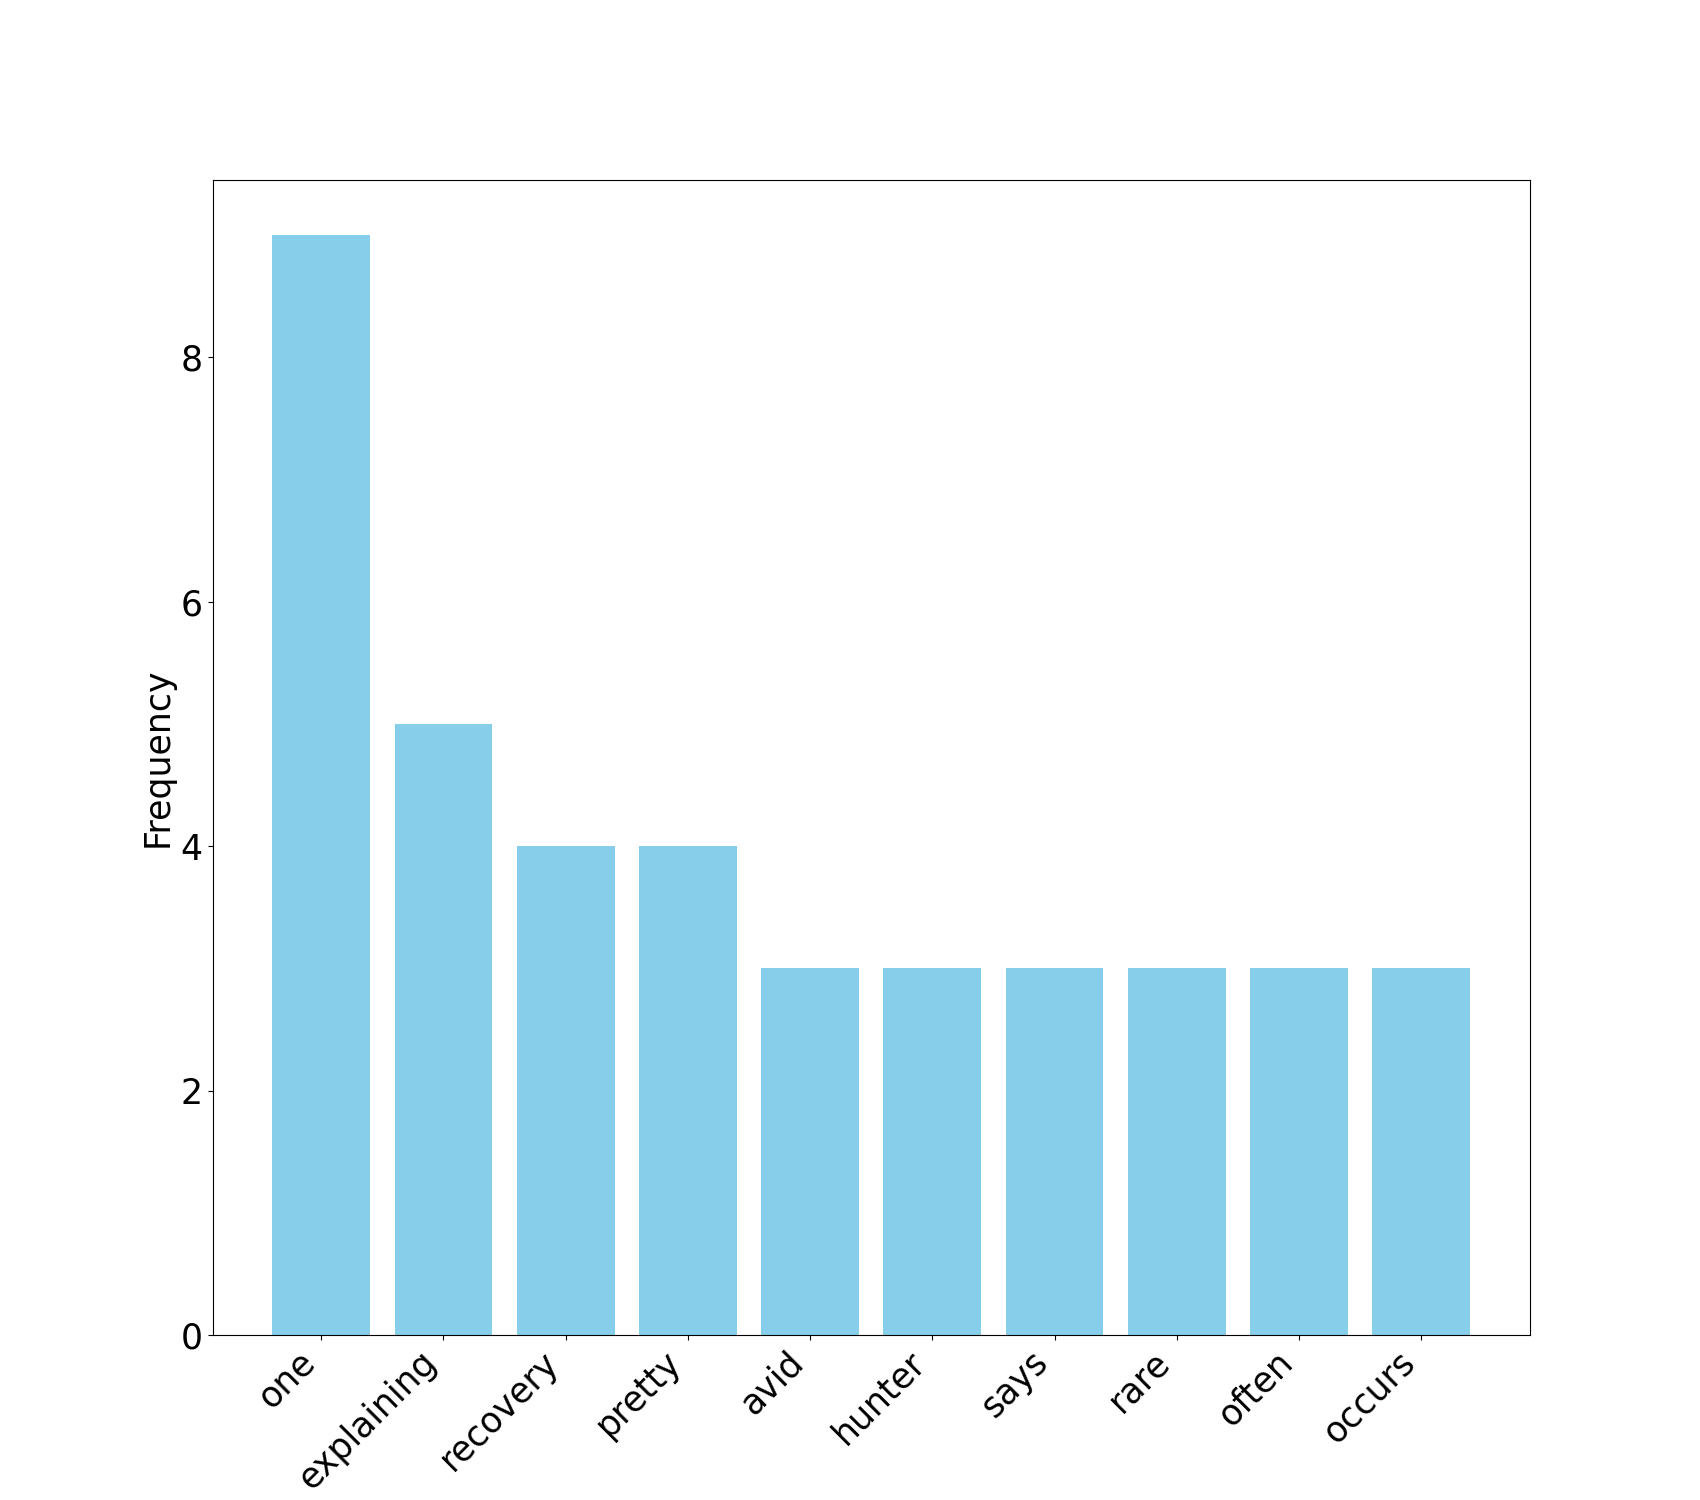 Frequency
8
6
4
2
0
one
explaining
recovery
pretty
avid
hunter
says
rare
often
occurs